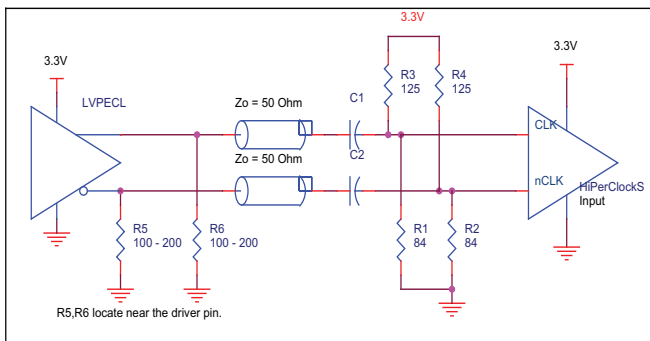 3.3V
3.3V
3.3V
LVPECL
R3
125
R4
125
Zo = 50 Ohm
C1
CLK
Zo = 50 Ohm
C2
nCLK
HiPerClockS
Input
R5
100 - 200
R6
100 - 200
R1
84
R2
84
R5,R6 locate near the driver pin.